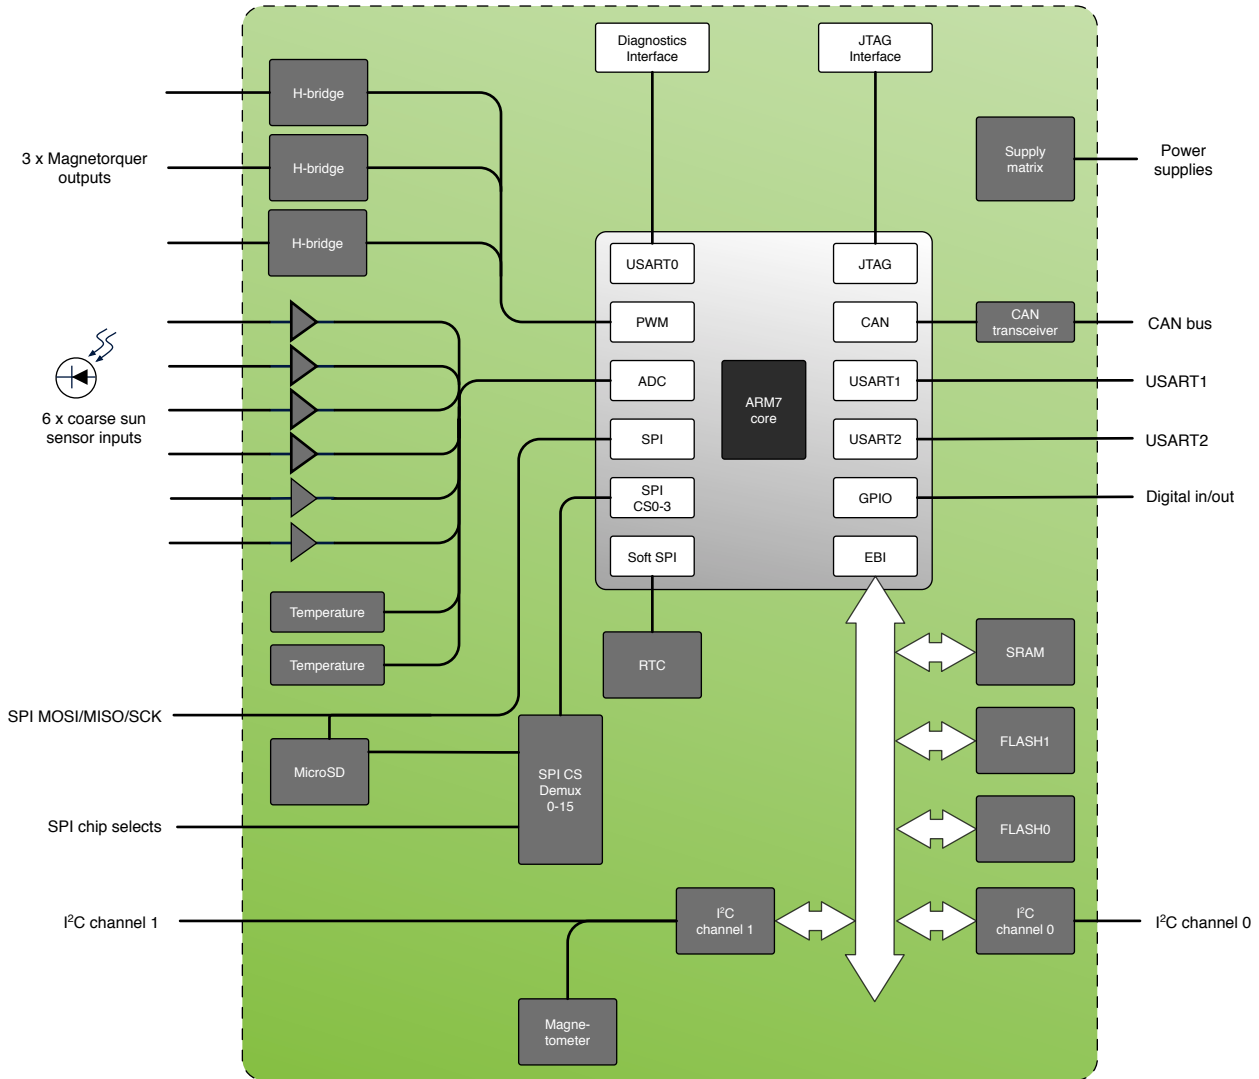 Diagnostics
Interface
JTAG
Interface
H-bridge
3 x Magnetorquer
outputs
H-bridge
H-bridge
Supply
matrix
Power
supplies
USART0
JTAG
PWM
CAN
CAN
transceiver
CAN bus
ADC
ARM7
core
USART1
USART1
6 x coarse sun
sensor inputs
SPI
USART2
USART2
SPI
CS0-3
GPIO
Digital in/out
Soft SPI
EBI
Temperature
Temperature
RTC
SRAM
SPI MOSI/MISO/SCK
MicroSD
SPI CS
Demux
0-15
FLASH1
SPI chip selects
FLASH0
I²C channel 1
I²C
channel 1
I²C
channel 0
I²C channel 0
Magne-
tometer